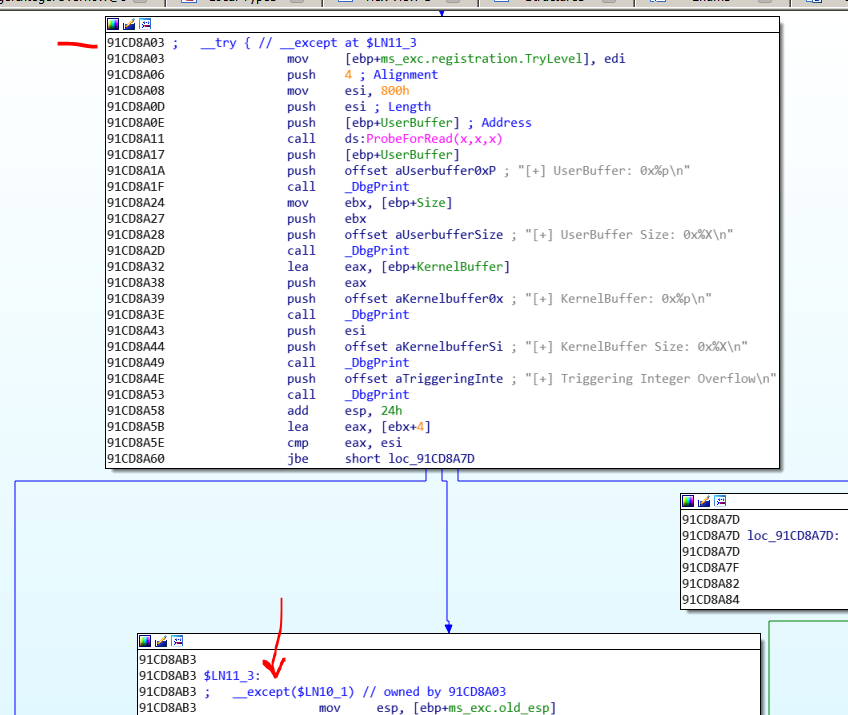 91CD8A03 ;   __try { // __except at $LN11_3
91CD8A03 mov [ebp+ms_exc.registration.TryLevel], edi
91CD8A06 push 4 ; Alignment
91CD8A08 mov esi, 800h
91CD8A0D push esi ; Length
91CD8A0E push [ebp+UserBuffer] ; Address
91CD8A11 call ds:ProbeForRead(x,x,x)
91CD8A17 push [ebp+UserBuffer]
91CD8A1A push offset aUserbuffer0xP ; "[+] UserBuffer: 0x%p\n"
91CD8A1F call _DbgPrint
91CD8A24 mov ebx, [ebp+Size]
91CD8A27 push ebx
91CD8A28 push offset aUserbufferSize ; "[+] UserBuffer Size: 0x%X\n"
91CD8A2D call _DbgPrint
91CD8A32 lea eax, [ebp+KernelBuffer]
91CD8A38 push eax
91CD8A39 push offset aKernelbuffer0x ; "[+] KernelBuffer: 0x%p\n"
91CD8A3E call _DbgPrint
91CD8A43 push esi
91CD8A44 push offset aKernelbufferSi ; "[+] KernelBuffer Size: 0x%X\n"
91CD8A49 call _DbgPrint
91CD8A4E push offset aTriggeringInte ; "[+] Triggering Integer Overflow\n"
91CD8A53 call _DbgPrint
91CD8A58 add esp, 24h
91CD8A5B lea eax, [ebx+4]
91CD8A5E cmp eax, esi
91CD8A60 jbe short loc_91CD8A7D
91CD8A7D
91CD8A7D loc_91CD8A7D:
91CD8A7D
91CD8A7F
91CD8A82
91CD8A84
91CD8AB3
91CD8AB3 $LN11_3:
91CD8AB3 ;   __except($LN10_1) // owned by 91CD8A03
91CD8AB3 mov esp, [ebp+ms_exc.old_esp]